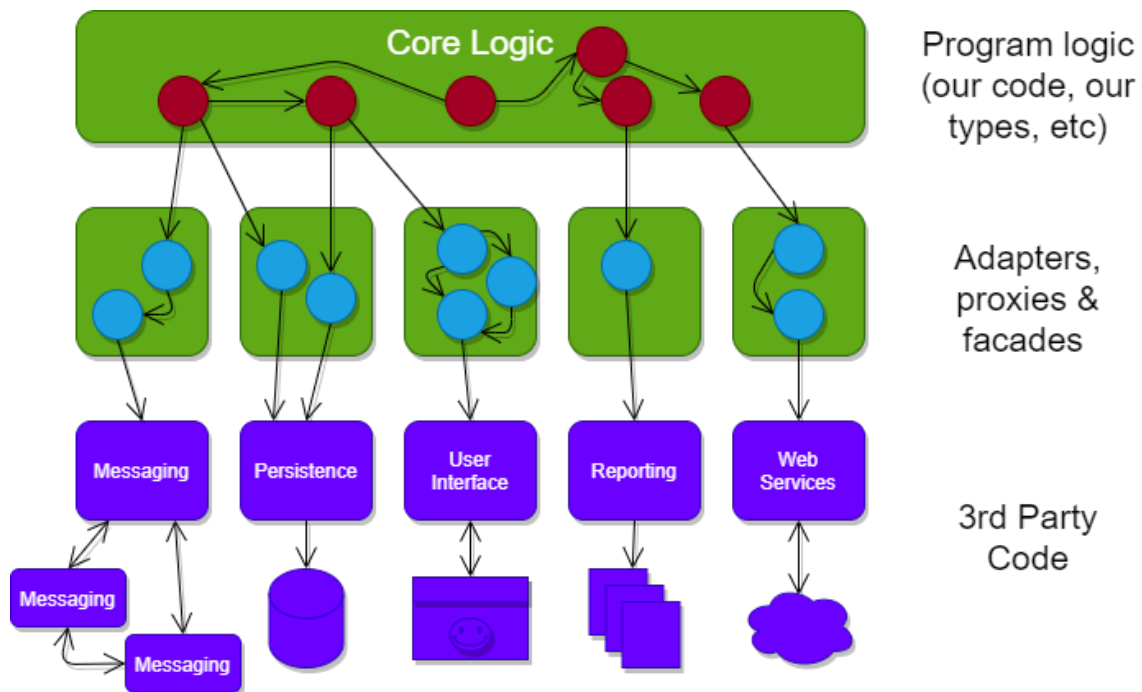 Core Logic
Program logic
(our code, our
types, etc)
Adapters,
proxies &
facades
Messaging
Persistence
User
Interface
Reporting
Web
Services
3rd Party
Code
Messaging
Messaging